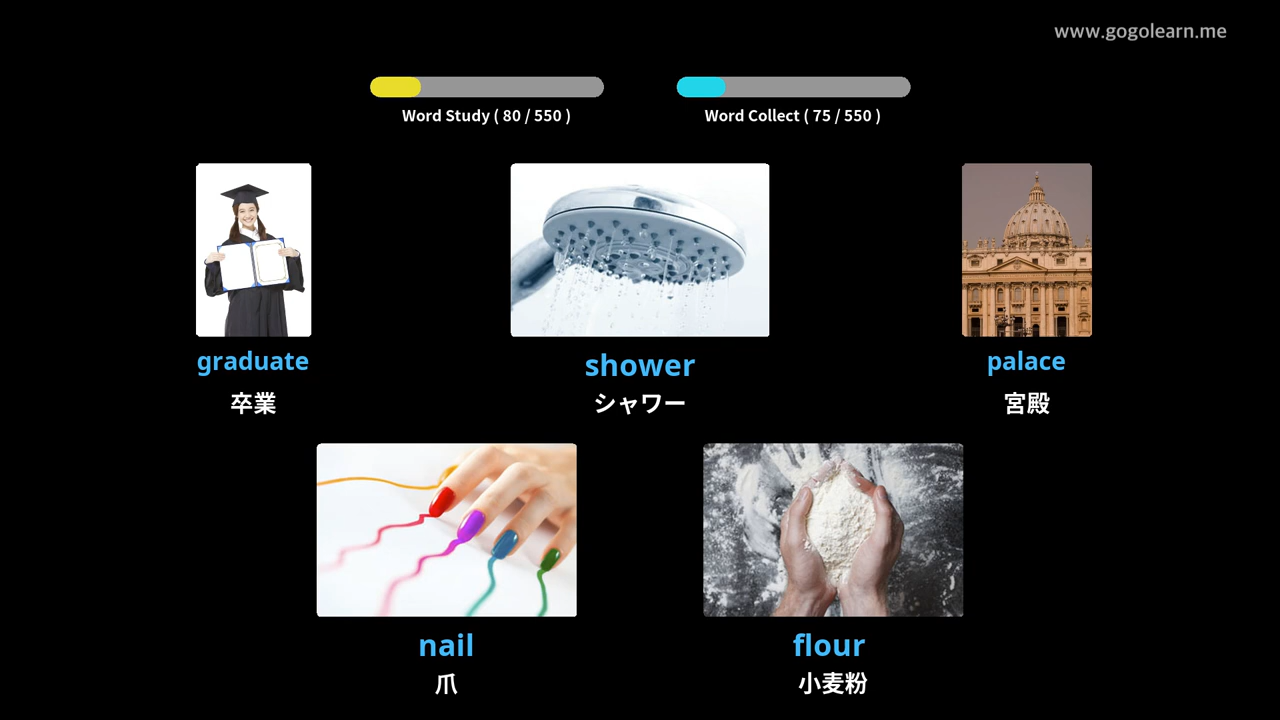 www.gogolearn.me
Word Study ( 80 / 550 )
Word Collect ( 75 / 550 )
graduate
卒業
shower
シャワー
palace
宮殿
nail
爪
flour
小麦粉